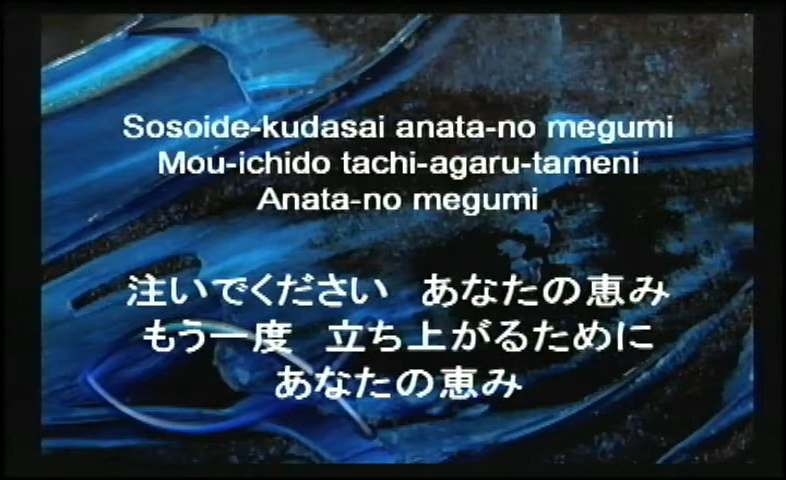 Sosoide-kudasai anata-no megumi
Mou-ichido tachi-agaru-tameni
Anata-no megumi
注いでください　あなたの恵み
もう一度　立ち上がるために
あなたの恵み